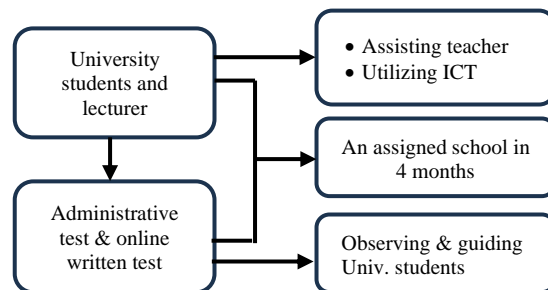 University
students and
lecturer
• Assisting teacher
• Utilizing ICT
An assigned school in
4 months
Administrative
test & online
written test
Observing & guiding
Univ. students